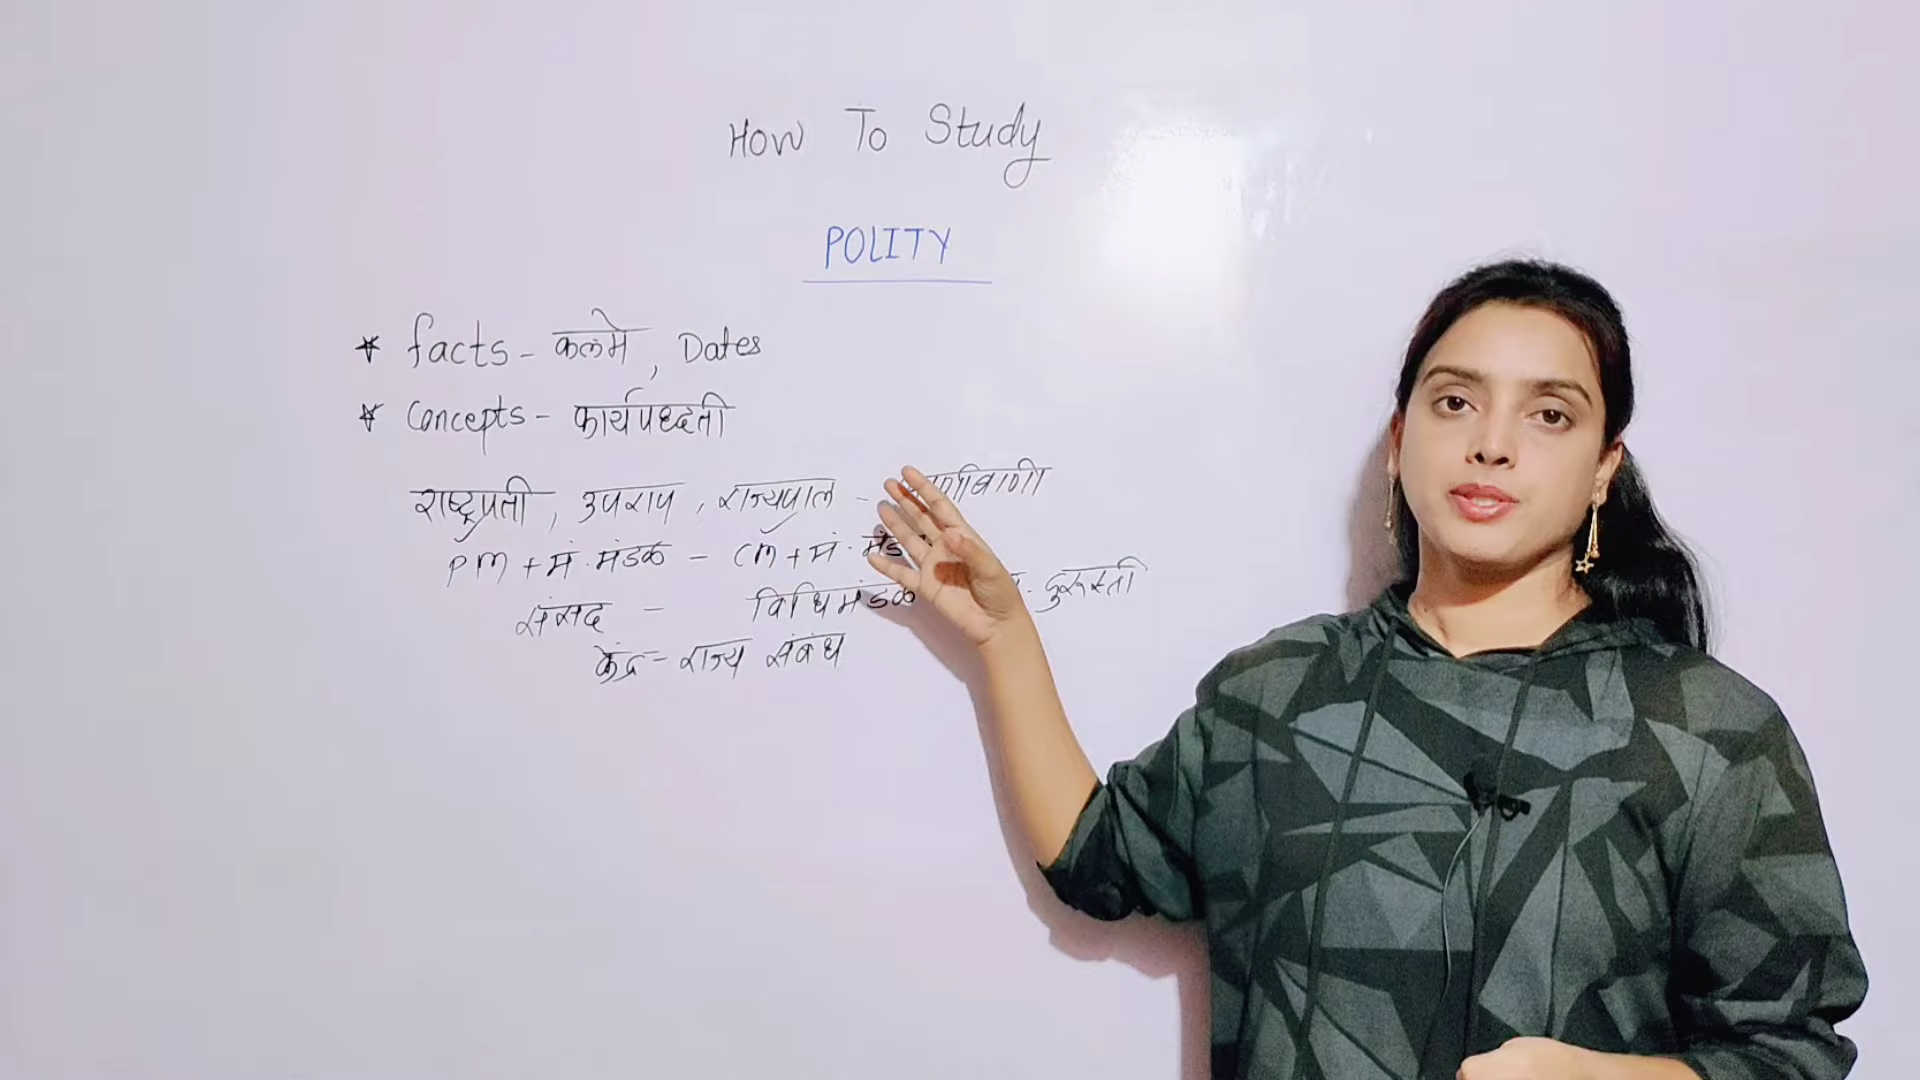 How To Study
POLITY
* facts - कलमे, Dates
* Concepts - कार्यपध्दती
राष्ट्रपती, उपराप, राज्यपाल -
PM + मं. मंडळ - CM + मं.
संसद - विधिमंडळ दुरुस्ती
केंद्र - राज्य संबंध